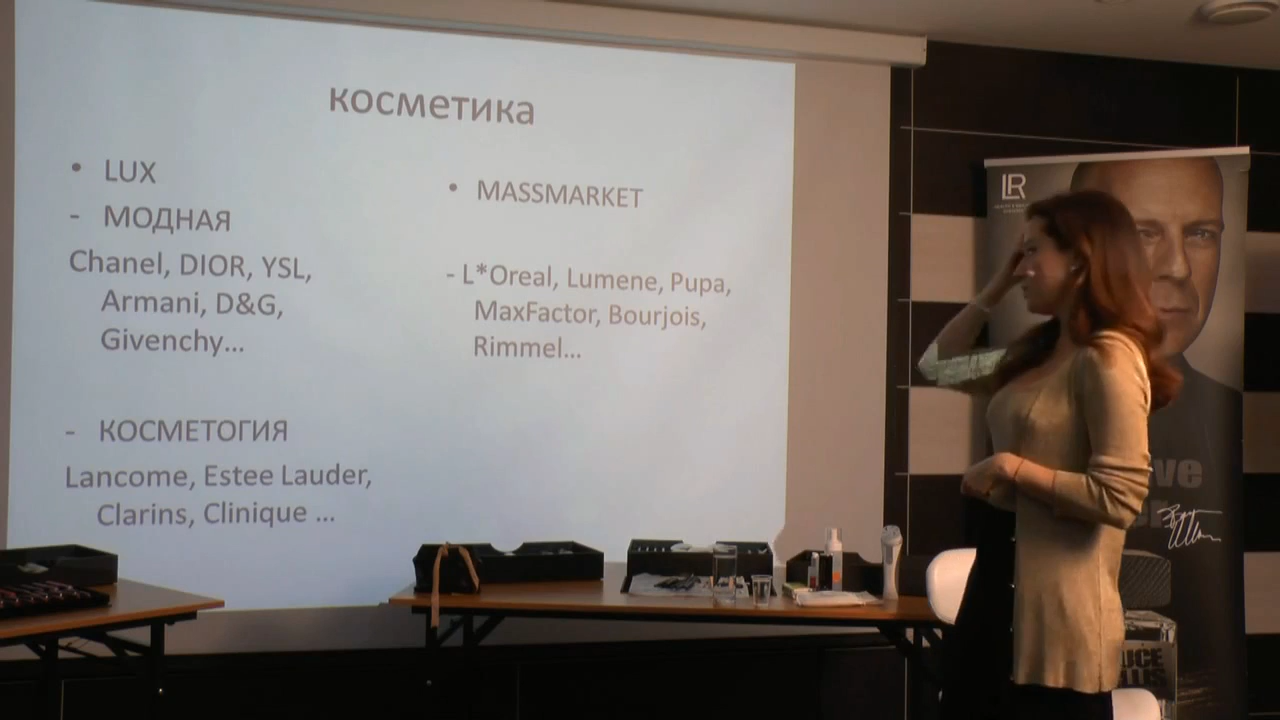 косметика
• LUX
- МОДНАЯ
Chanel, DIOR, YSL,
Armani, D&G,
Givenchy...
- КОСМЕТОГИЯ
Lancome, Estee Lauder,
Clarins, Clinique ...
• MASSMARKET
- L*Oreal, Lumene, Pupa,
MaxFactor, Bourjois,
Rimmel...
LR